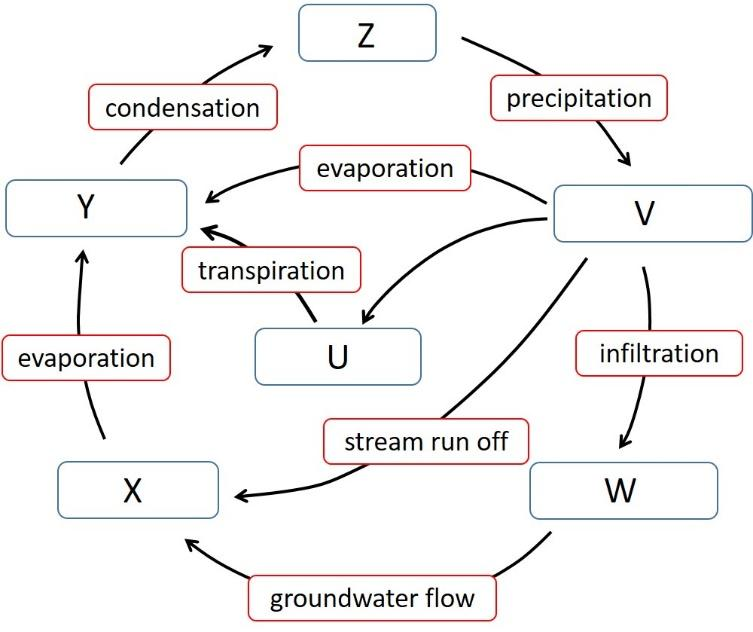 Z
condensation
precipitation
evaporation
Y
V
transpiration
evaporation
U
infiltration
stream run off
X
W
groundwater flow